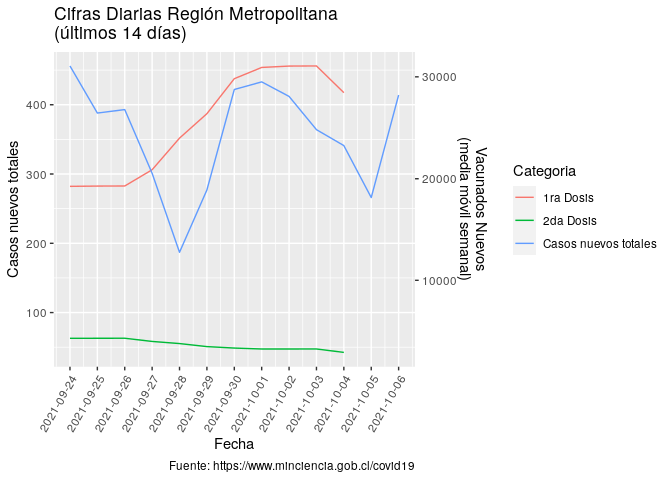 Cifras Diarias Región Metropolitana
(últimos 14 días)
400
300
200
100
Casos nuevos totales
30000
20000
10000
Vacunados Nuevos
(media móvil semanal)
Categoria
1ra Dosis
2da Dosis
Casos nuevos totales
2021-09-24
2021-09-25
2021-09-26
2021-09-27
2021-09-28
2021-09-29
2021-09-30
2021-10-01
2021-10-02
2021-10-03
2021-10-04
2021-10-05
2021-10-06
Fecha
Fuente: https://www.minciencia.gob.cl/covid19